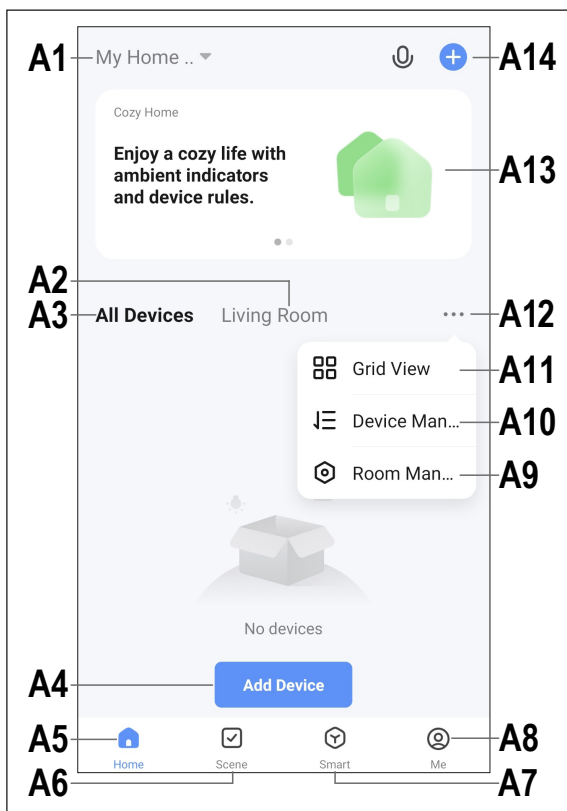 A1
My Home ..
A14
Cozy Home
Enjoy a cozy life with
ambient indicators
and device rules.
A13
A2
A3
All Devices Living Room
A12
Grid View
A11
Device Man...
A10
Room Man...
A9
No devices
A4
Add Device
A5
A8
Home Scene Smart Me
A6
A7